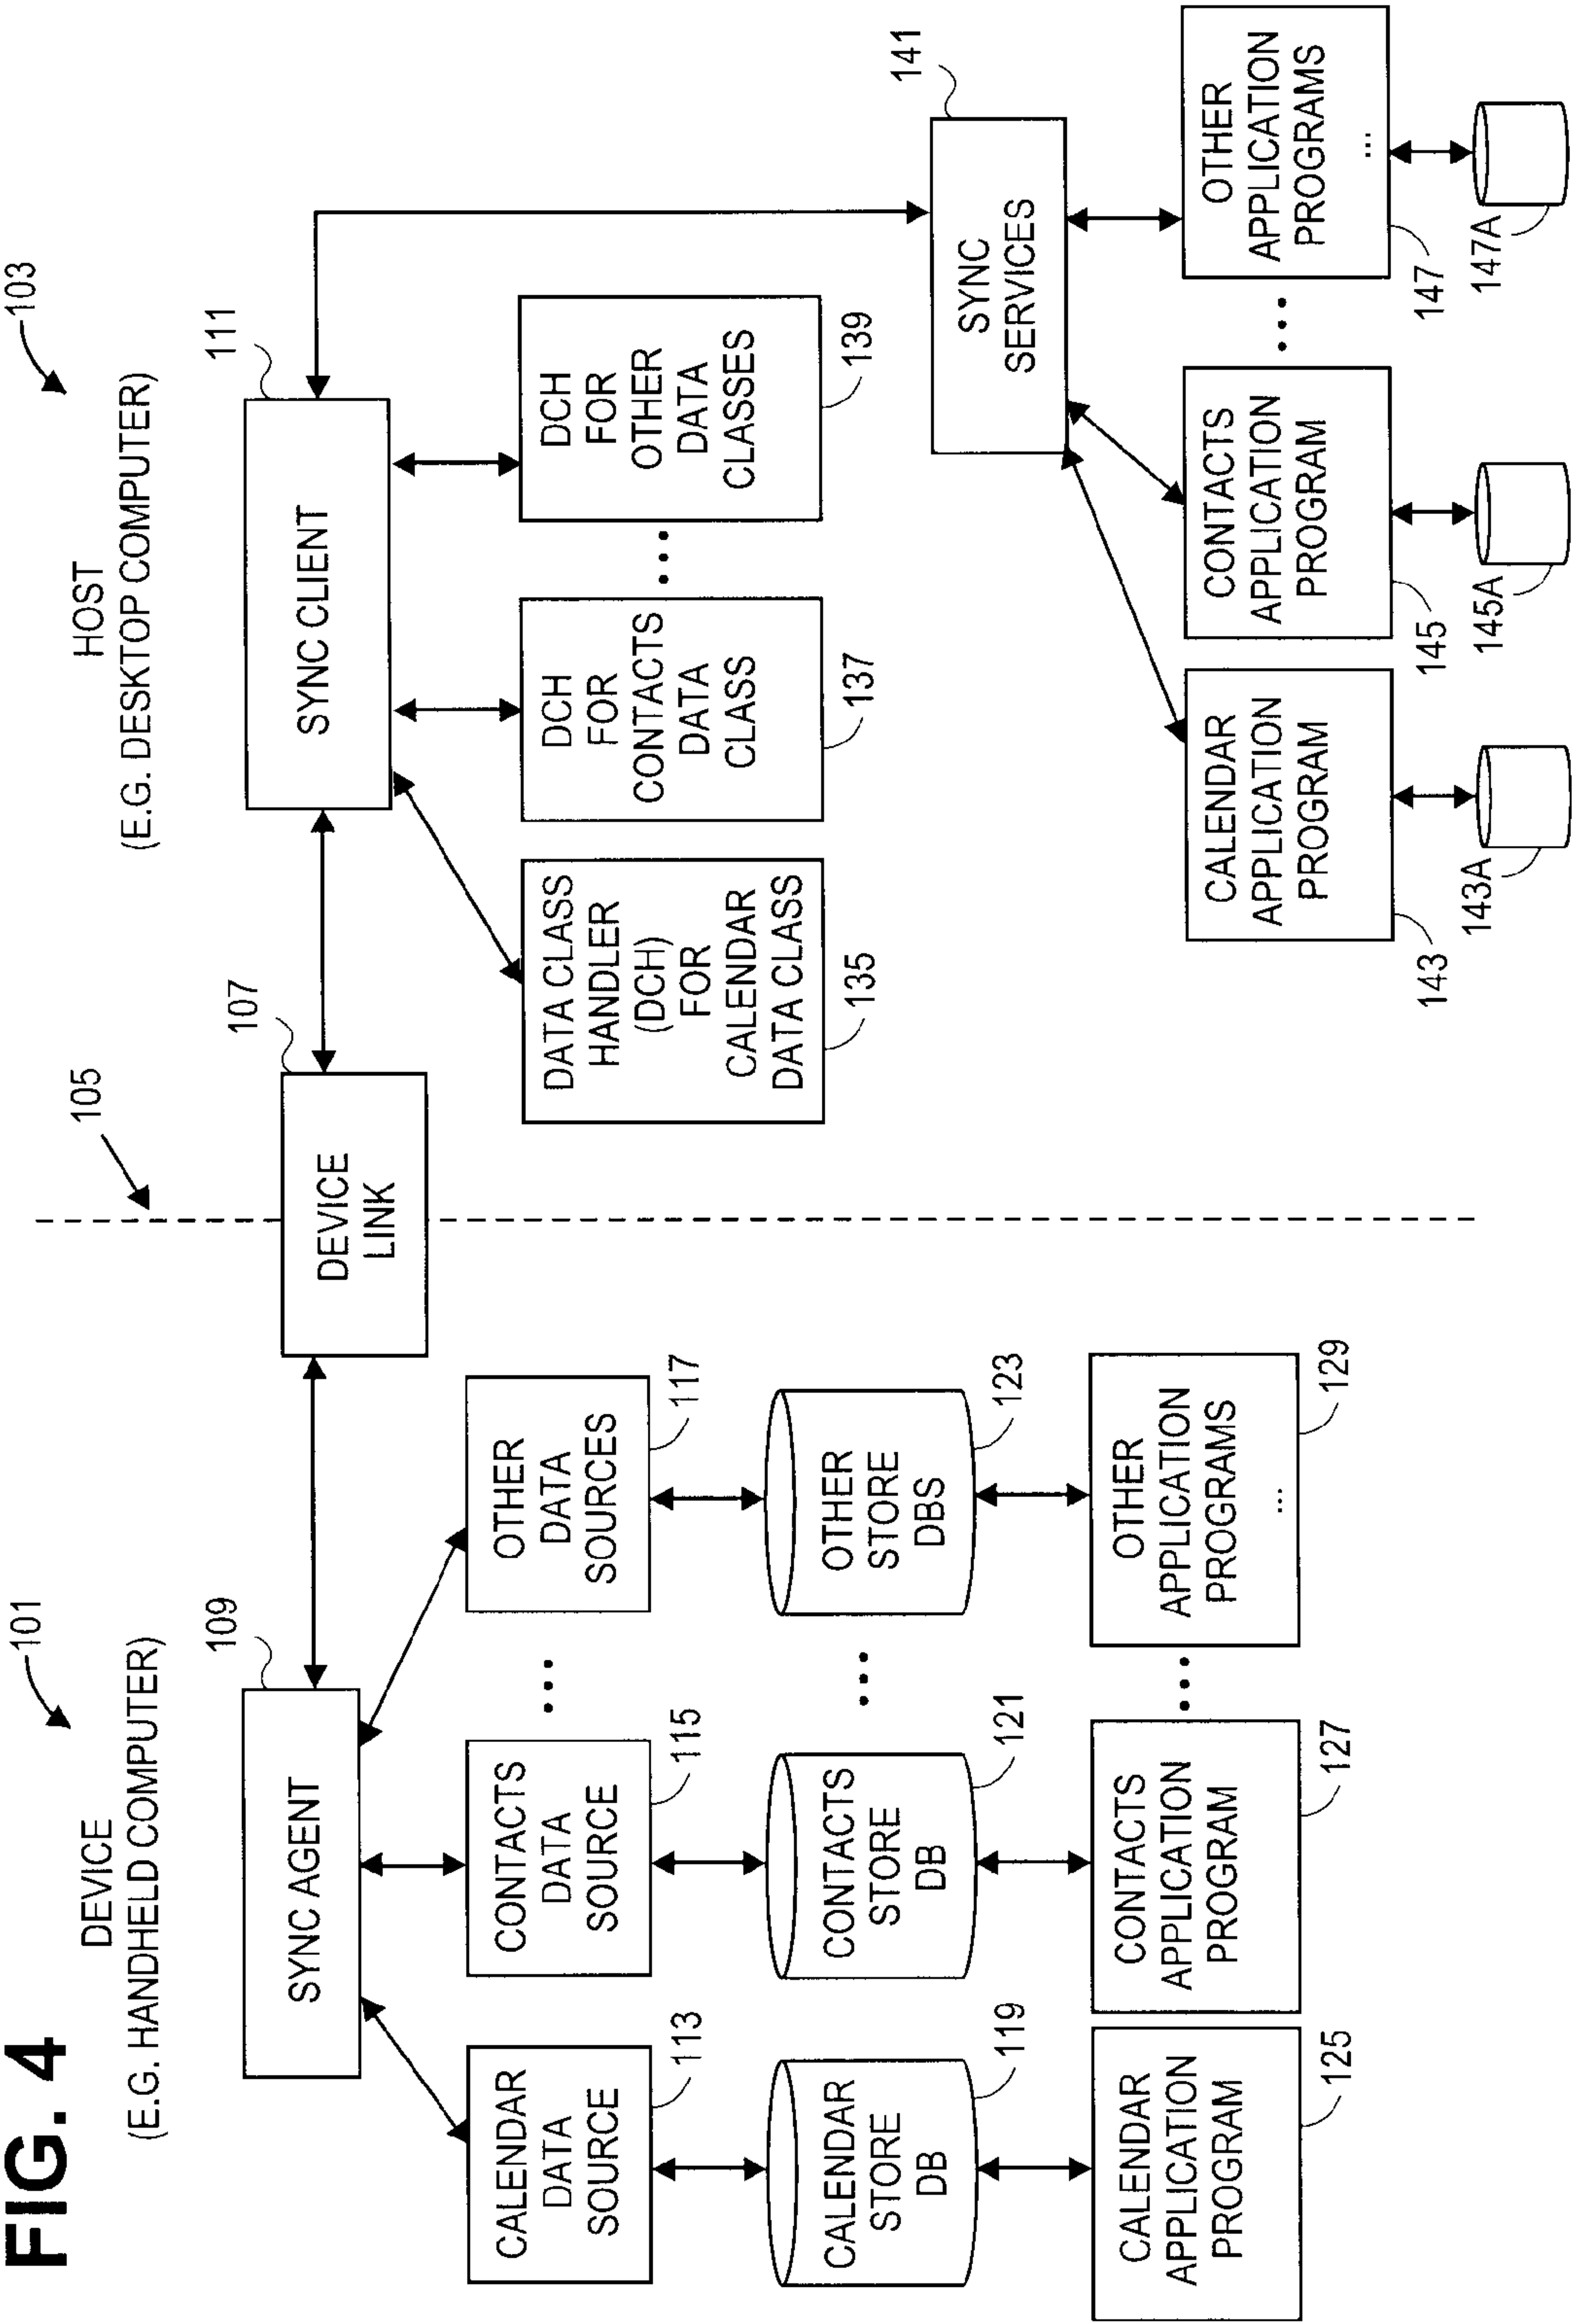 FIG. 4
DEVICE
(E.G. HANDHELD COMPUTER)
101
105
HOST
(E.G. DESKTOP COMPUTER)
103
109
SYNC AGENT
107
DEVICE
LINK
111
SYNC CLIENT
CALENDAR
DATA
SOURCE
113
CONTACTS
DATA
SOURCE
115
...
OTHER
DATA
SOURCES
117
DATA CLASS
HANDLER
(DCH)
FOR
CALENDAR
DATA CLASS
135
DCH
FOR
CONTACTS
DATA
CLASS
137
...
DCH
FOR
OTHER
DATA
CLASSES
139
CALENDAR
STORE
DB
119
CONTACTS
STORE
DB
121
...
OTHER
STORE
DBS
123
SYNC
SERVICES
141
CALENDAR
APPLICATION
PROGRAM
125
CONTACTS
APPLICATION
PROGRAM
127
...
OTHER
APPLICATION
PROGRAMS
...
129
CALENDAR
APPLICATION
PROGRAM
143
CONTACTS
APPLICATION
PROGRAM
145
...
OTHER
APPLICATION
PROGRAMS
...
147
143A
145A
147A